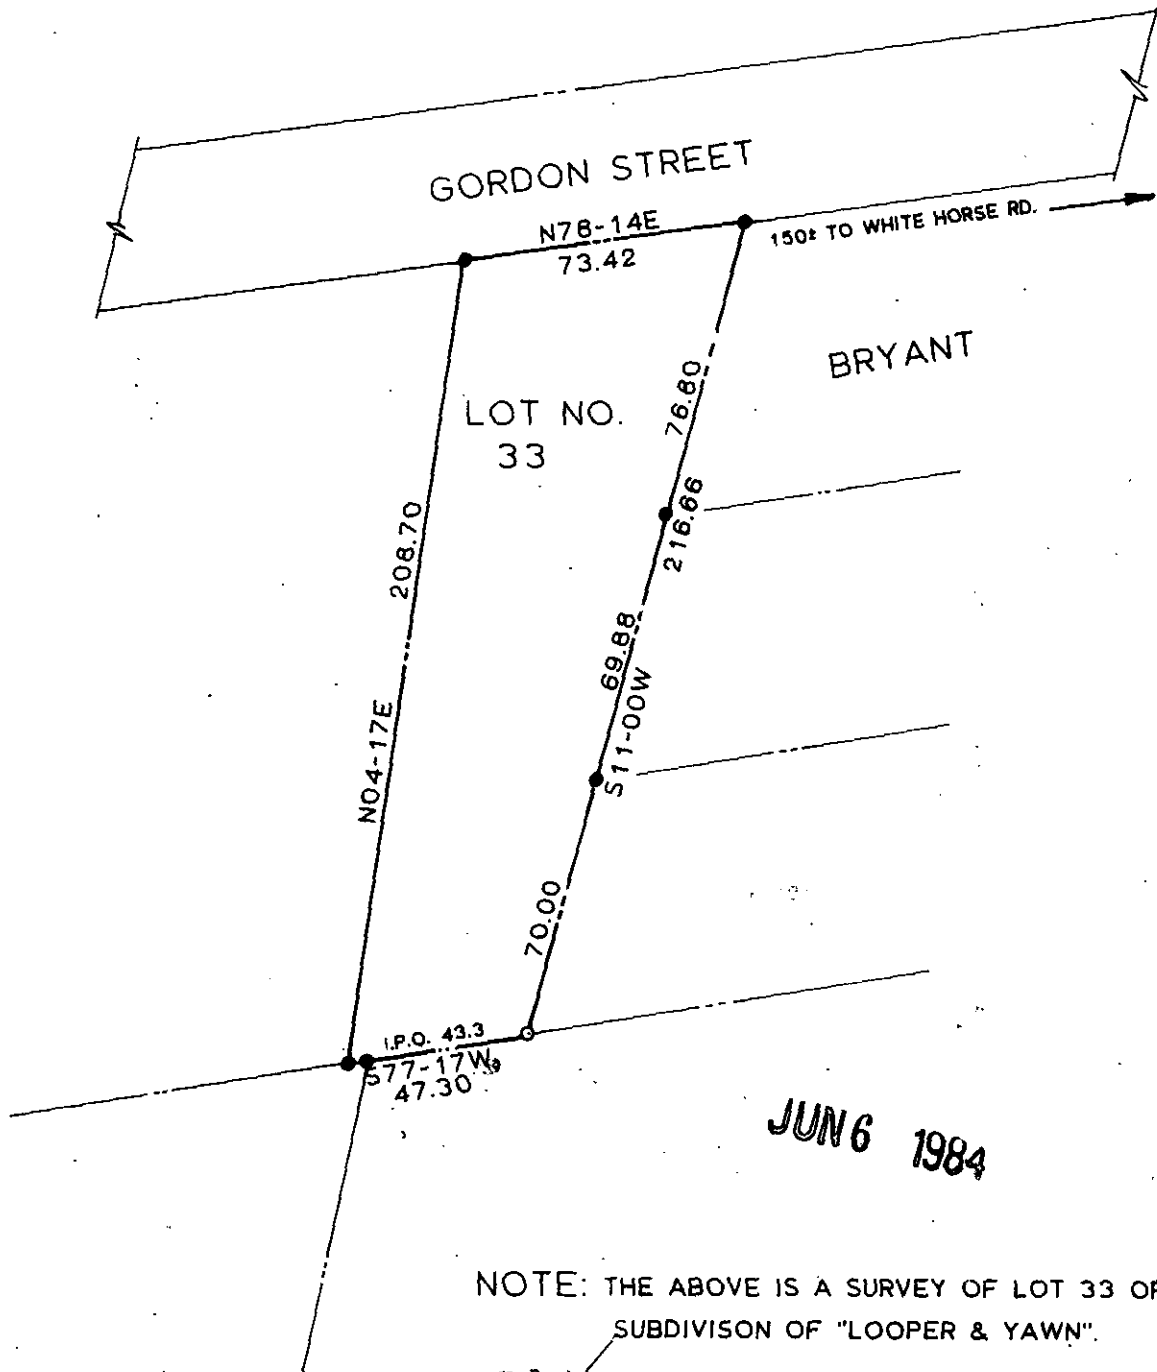 GORDON STREET
N78-14E
73.42
150± TO WHITE HORSE RD.
BRYANT
LOT NO.
33
76.80
216.66
208.70
69.88
S11-00W
N04-17E
70.00
I.P.O. 43.3
S77-17W
47.30
JUN 6 1984
NOTE: THE ABOVE IS A SURVEY OF LOT 33 OF
SUBDIVISON OF "LOOPER & YAWN".